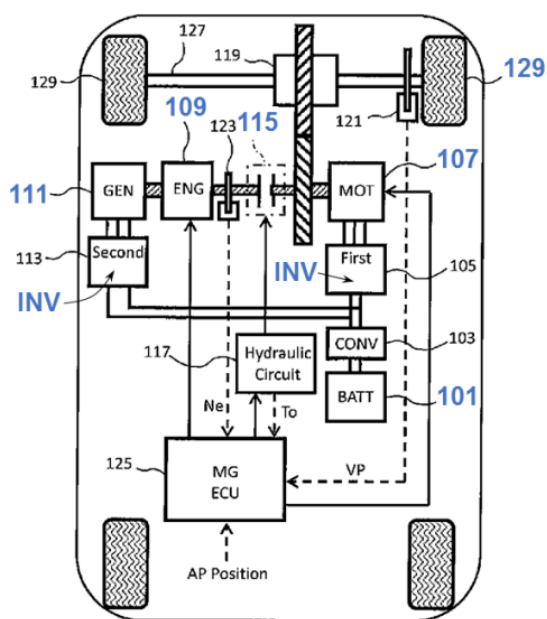 127
119
129
129
121
109
123
115
107
111
GEN
ENG
MOT
113
Second
INV
First
INV
105
CONV
103
117
Hydraulic
Circuit
BATT
101
Ne
To
125
MG
ECU
VP
AP Position